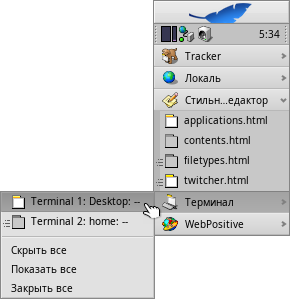 5:34
Tracker
Локаль
Стильн...едактор
applications.html
contents.html
filetypes.html
twitcher.html
Терминал
WebPositive
Terminal 1: Desktop: --
Terminal 2: home: --
Скрыть все
Показать все
Закрыть все